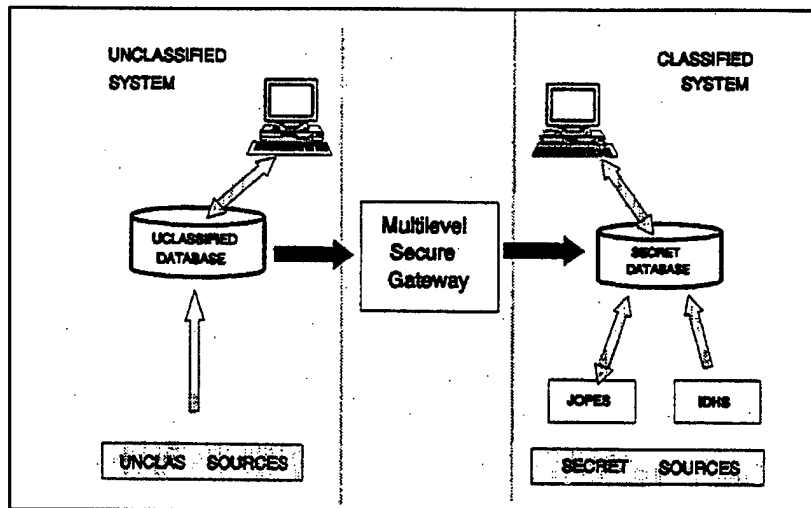 UNCLASSIFIED
SYSTEM
UCLASSIFIED
DATABASE
UNCLAS SOURCES
Multilevel
Secure
Gateway
CLASSIFIED
SYSTEM
SECRET
DATABASE
JOPES
IDHS
SECRET SOURCES